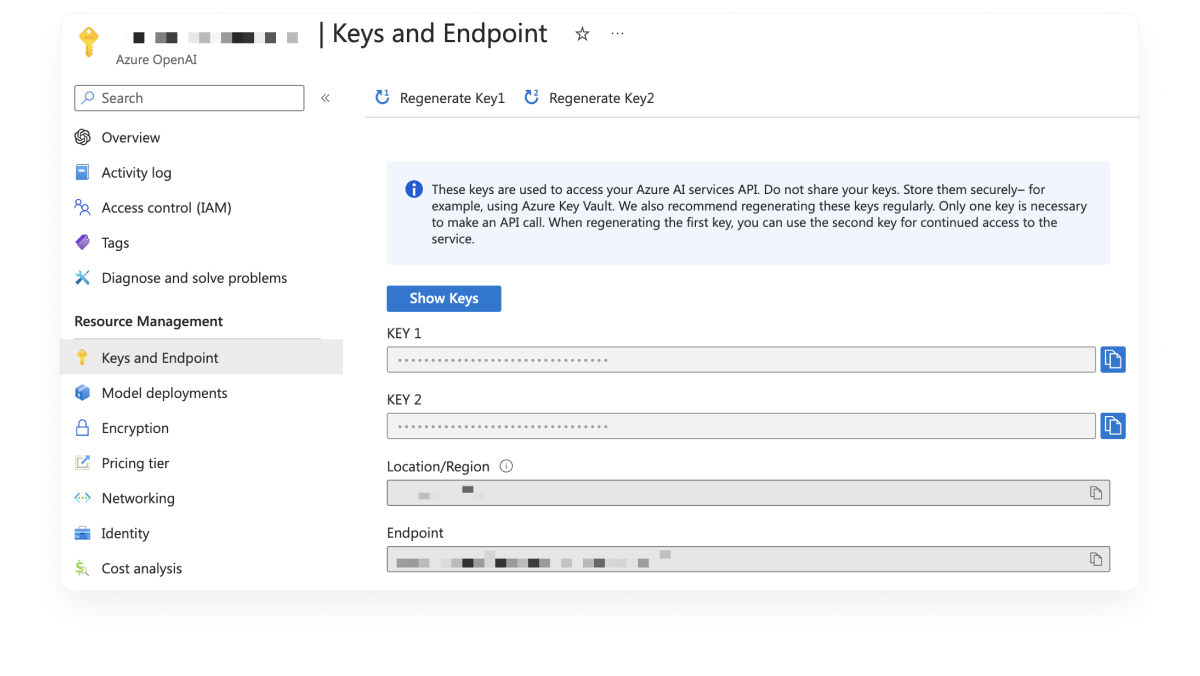 | Keys and Endpoint
Azure OpenAI
Search
Overview
Activity log
Access control (IAM)
Tags
Diagnose and solve problems
Resource Management
Keys and Endpoint
Model deployments
Encryption
Pricing tier
Networking
Identity
Cost analysis
Regenerate Key1 Regenerate Key2
These keys are used to access your Azure AI services API. Do not share your keys. Store them securely– for
example, using Azure Key Vault. We also recommend regenerating these keys regularly. Only one key is necessary
to make an API call. When regenerating the first key, you can use the second key for continued access to the
service.
Show Keys
KEY 1
KEY 2
Location/Region
Endpoint